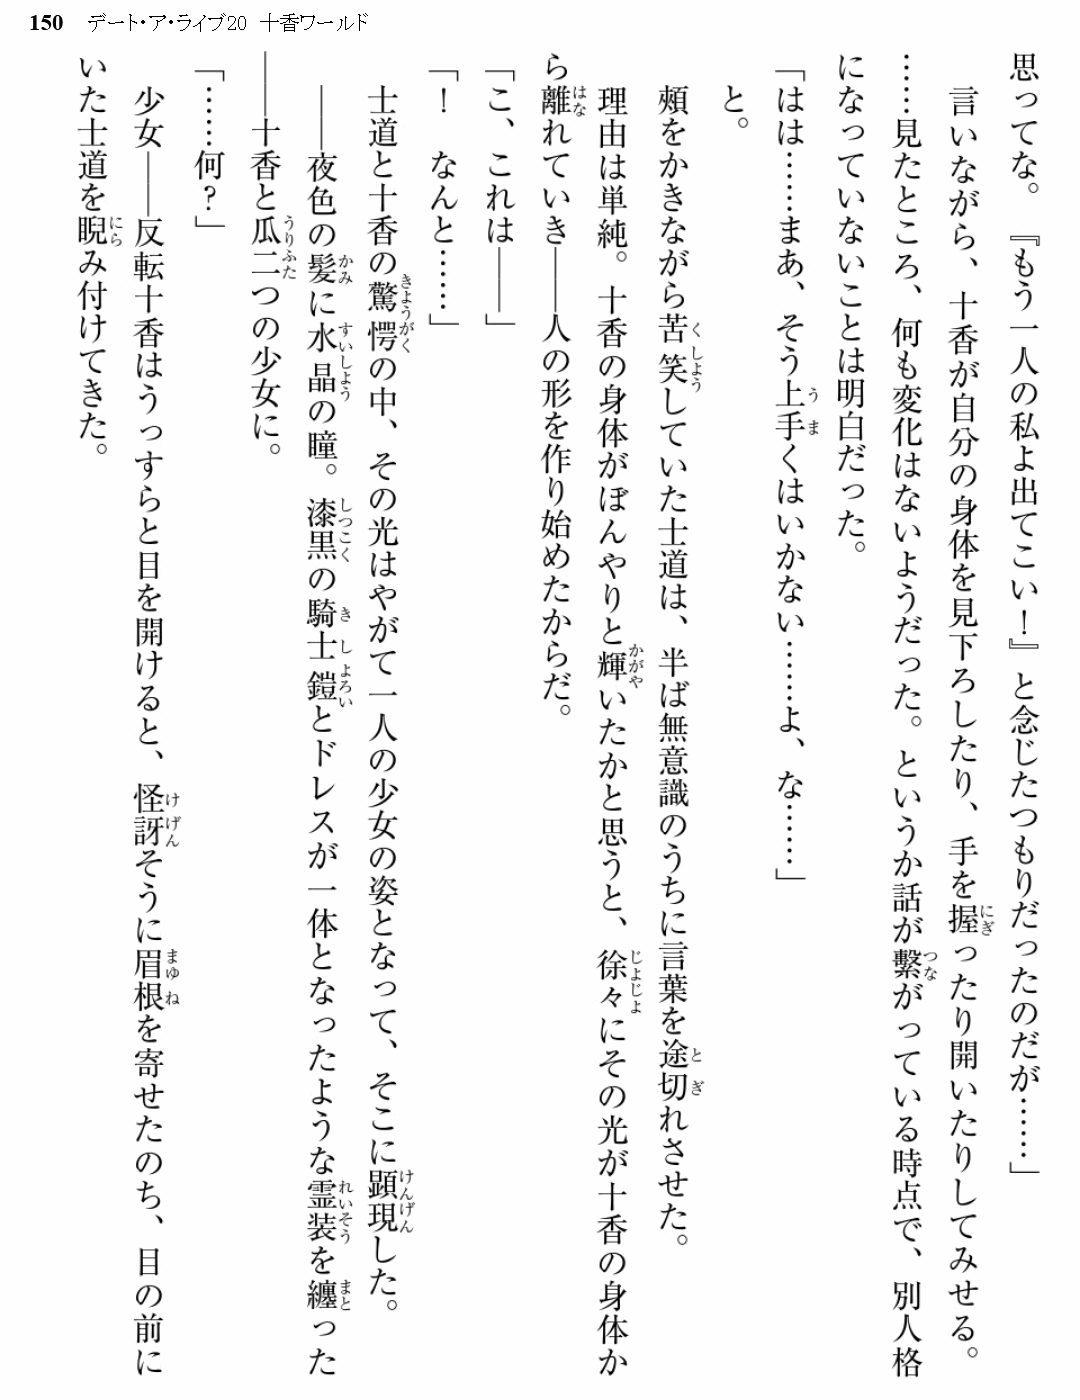 150 デート・ア・ライブ20 十香ワールド
思ってな。『もう一人の私よ出てこい！』と念じたつもりだったのだが……」
言いながら、十香が自分の身体を見下ろしたり、手を握ったり開いたりしてみせる。
……見たところ、何も変化はないようだった。というか話が繋がっている時点で、別人格
になっていないことは明白だった。
「はは……まあ、そう上手くはいかない……よ、な……」
と。
頰をかきながら苦笑していた士道は、半ば無意識のうちに言葉を途切れさせた。
理由は単純。十香の身体がぼんやりと輝いたかと思うと、徐々にその光が十香の身体か
ら離れていき――人の形を作り始めたからだ。
「こ、これは――」
「！　なんと……」
士道と十香の驚愕の中、その光はやがて一人の少女の姿となって、そこに顕現した。
――夜色の髪に水晶の瞳。漆黒の騎士鎧とドレスが一体となったような霊装を纏った
――十香と瓜二つの少女に。
「……何？」
少女――反転十香はうっすらと目を開けると、怪訝そうに眉根を寄せたのち、目の前に
いた士道を睨み付けてきた。